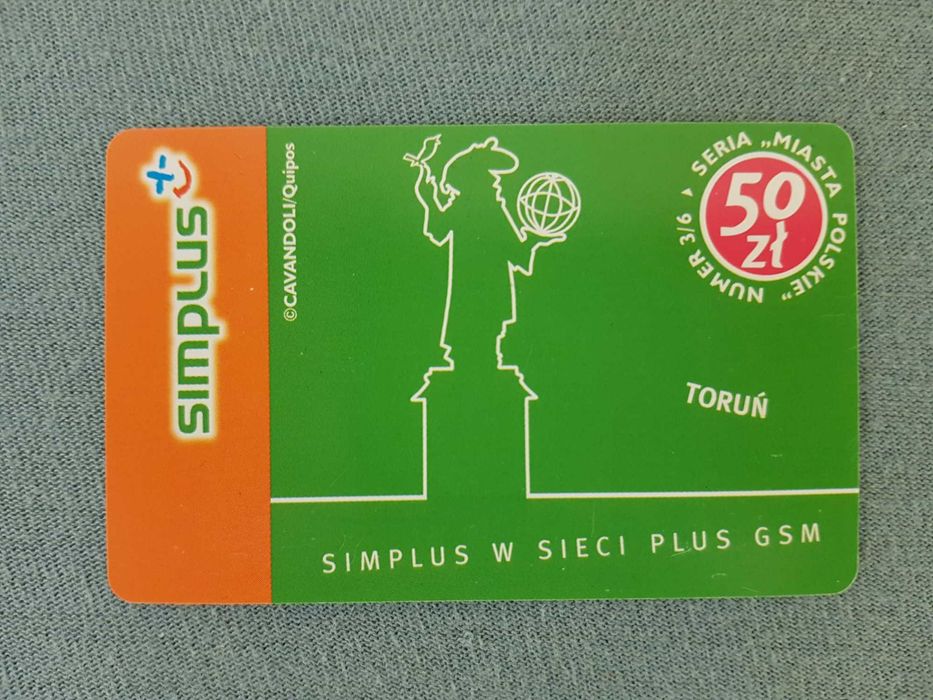 simplus
©CAVANDOLI/Quipos
SERIA „MIASTA POLSKIE” NUMER 3/6
50
zł
TORUŃ
SIMPLUS W SIECI PLUS GSM